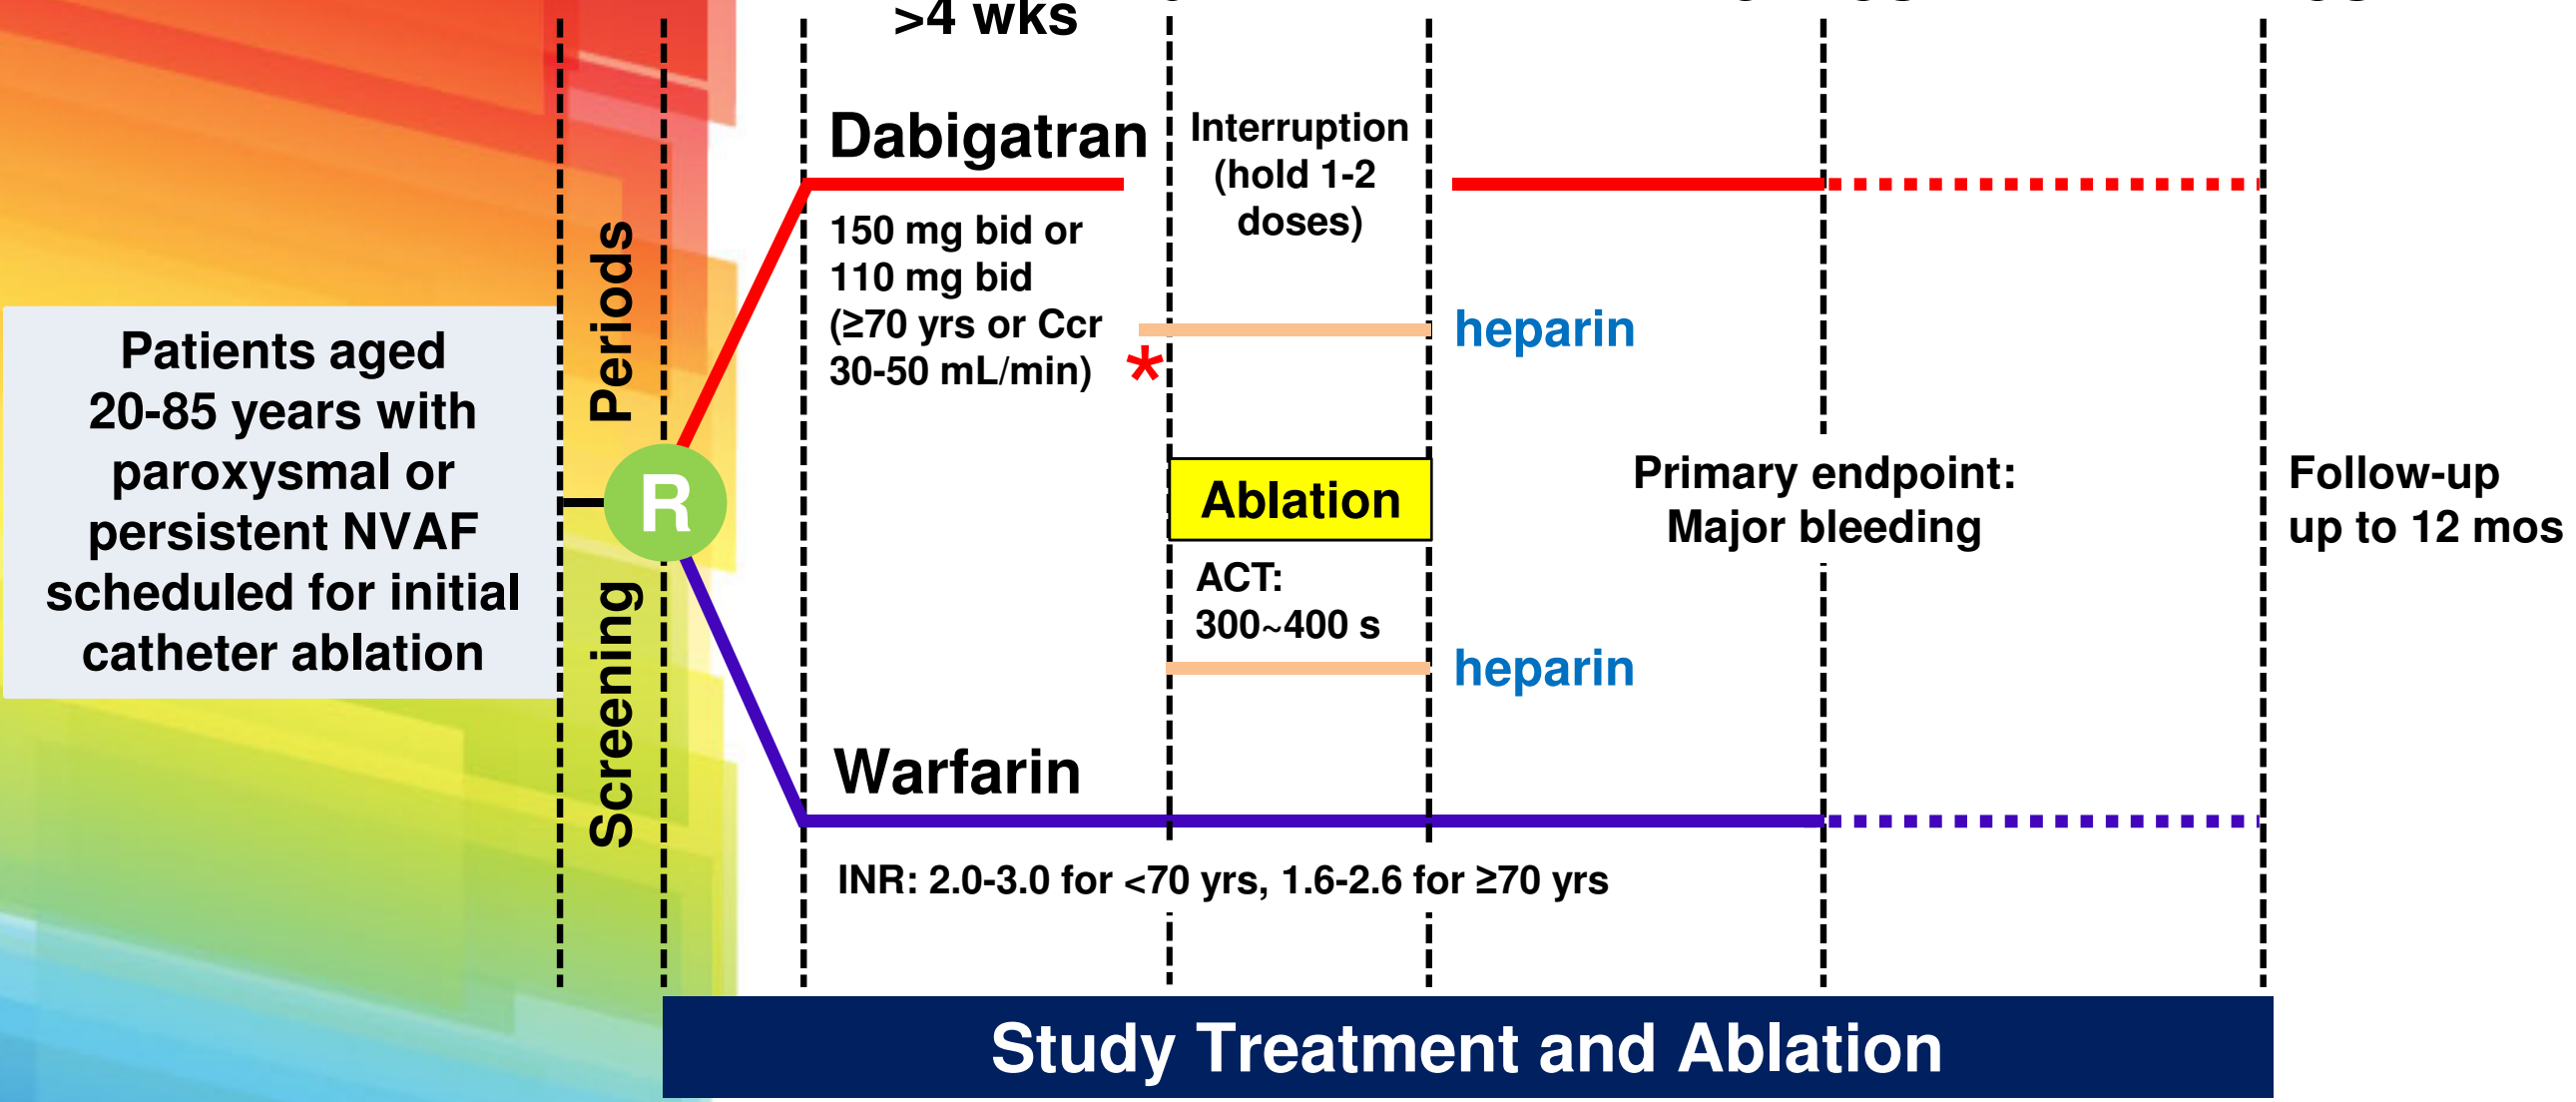 >4 wks
Dabigatran
Interruption
(hold 1-2
doses)
150 mg bid or
110 mg bid
(≥70 yrs or Ccr
30-50 mL/min)
*
heparin
Patients aged
20-85 years with
paroxysmal or
persistent NVAF
scheduled for initial
catheter ablation
Screening Periods
R
Ablation
ACT:
300~400 s
Primary endpoint:
Major bleeding
Follow-up
up to 12 mos
heparin
Warfarin
INR: 2.0-3.0 for <70 yrs, 1.6-2.6 for ≥70 yrs
Study Treatment and Ablation